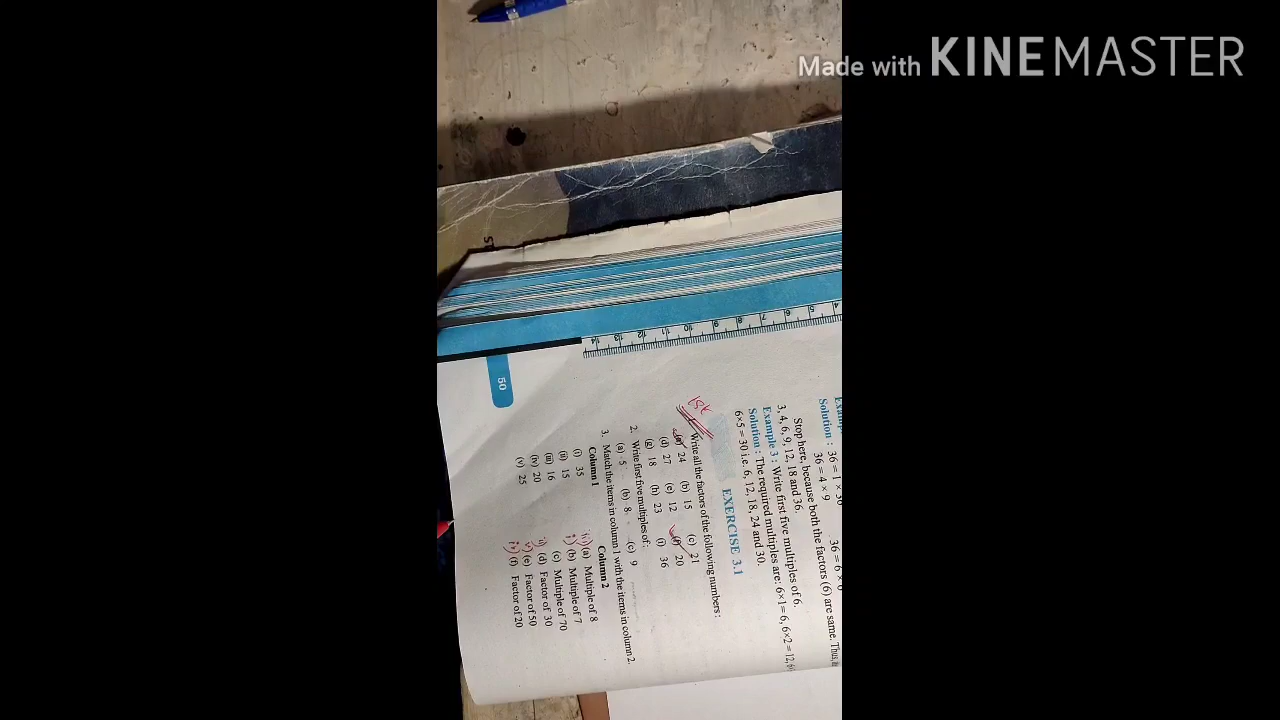 Made with KINEMASTER
Solution : 36 = 1 × 36
36 = 4 × 9 36 = 6 × 6
Stop here, because both the factors (6) are same. Thus,
3, 4, 6, 9, 12, 18 and 36.
Example 3 : Write first five multiples of 6.
Solution : The required multiples are: 6×1= 6, 6×2 = 12,
6×5 = 30 i.e. 6, 12, 18, 24 and 30.
EXERCISE 3.1
1. Write all the factors of the following numbers :
(a) 24 (b) 15 (c) 21
(d) 27 (e) 12 (f) 20
(g) 18 (h) 23 (i) 36
2. Write first five multiples of :
(a) 5 (b) 8 (c) 9
3. Match the items in column 1 with the items in column 2.
Column 1 Column 2
(i) 35 (a) Multiple of 8
(ii) 15 (b) Multiple of 7
(iii) 16 (c) Multiple of 70
(iv) 20 (d) Factor of 30
(v) 25 (e) Factor of 50
(f) Factor of 20
50